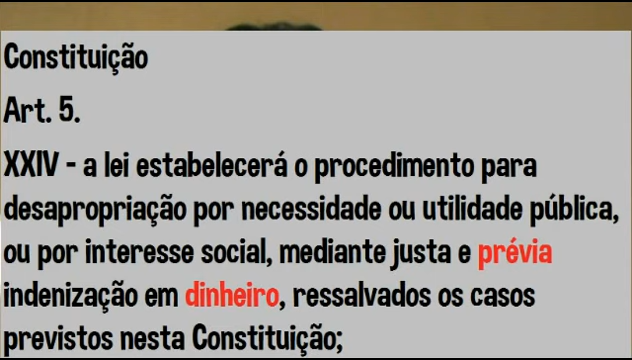 Constituição
Art. 5.
XXIV - a lei estabelecerá o procedimento para
desapropriação por necessidade ou utilidade pública,
ou por interesse social, mediante justa e prévia
indenização em dinheiro, ressalvados os casos
previstos nesta Constituição;